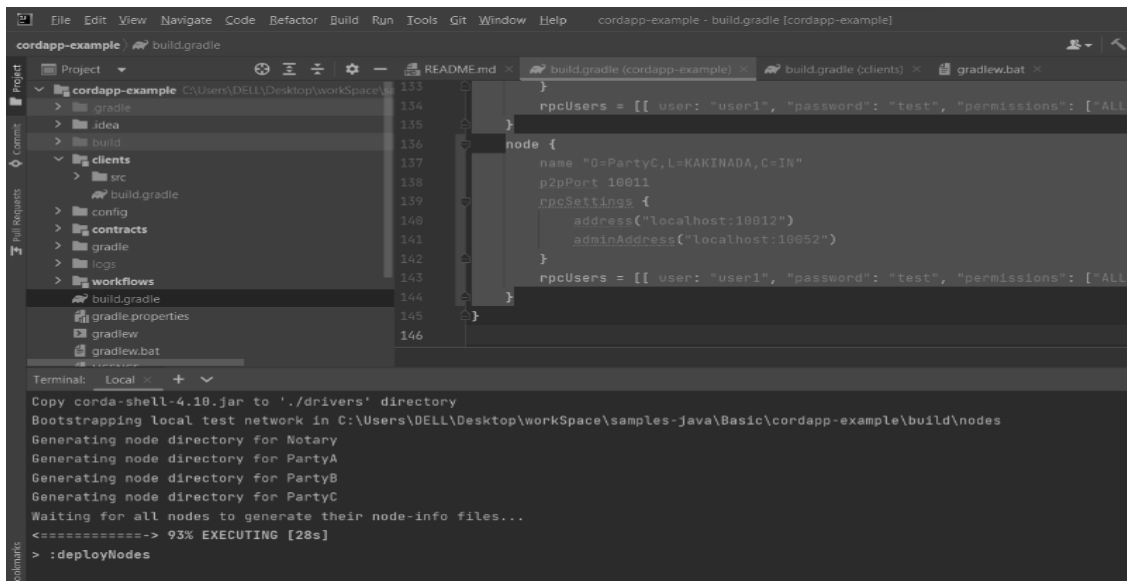 File Edit View Navigate Code Refactor Build Run Tools Git Window Help cordapp-example - build.gradle [cordapp-example]
cordapp-example build.gradle
Project
README.md
build.gradle (cordapp-example)
build.gradle (:clients)
gradlew.bat
Project
Commit
Pull Requests
cordapp-example C:\Users\DELL\Desktop\workSpace\sa
.gradle
.idea
build
clients
src
build.gradle
config
contracts
gradle
logs
workflows
build.gradle
gradle.properties
gradlew
gradlew.bat
133 }
134 rpcUsers = [[ user: "user1", "password": "test", "permissions": ["ALL
135 }
136 node {
137 name "O=PartyC,L=KAKINADA,C=IN"
138 p2pPort 10011
139 rpcSettings {
140 address("localhost:10012")
141 adminAddress("localhost:10052")
142 }
143 rpcUsers = [[ user: "user1", "password": "test", "permissions": ["ALL
144 }
145 }
146
Terminal: Local
Copy corda-shell-4.10.jar to './drivers' directory
Bootstrapping local test network in C:\Users\DELL\Desktop\workSpace\samples-java\Basic\cordapp-example\build\nodes
Generating node directory for Notary
Generating node directory for PartyA
Generating node directory for PartyB
Generating node directory for PartyC
Waiting for all nodes to generate their node-info files...
<============-> 93% EXECUTING [28s]
> :deployNodes